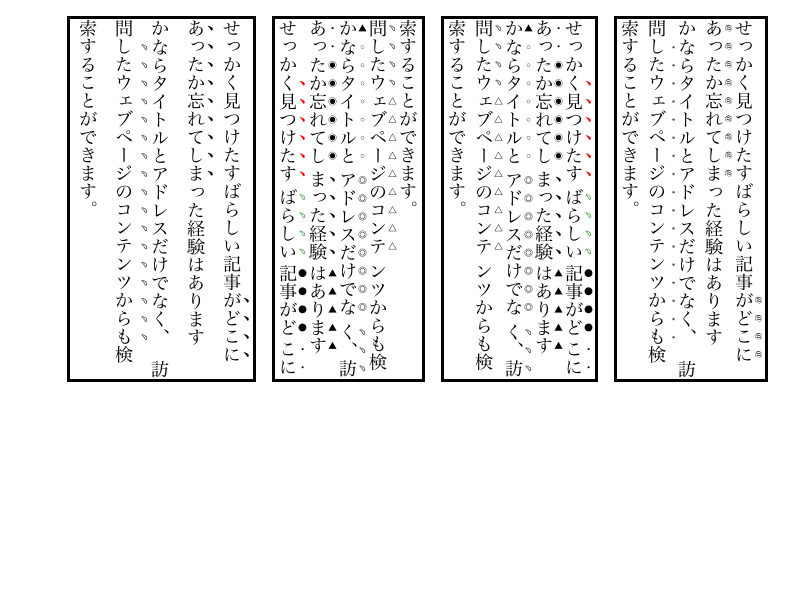 せっかく見つけたすばらしい記事がどこに
あったか忘れてしまった経験はあります
かならタイトルとアドレスだけでなく、訪
問したウェブページのコンテンツからも検
索することができます。
せっかく見つけたすばらしい記事がどこに
あったか忘れてしまった経験はあります
かならタイトルとアドレスだけでなく、訪
問したウェブページのコンテンツからも検
索することができます。
せっかく見つけたすばらしい記事がどこに
あったか忘れてしまった経験はあります
かならタイトルとアドレスだけでなく、訪
問したウェブページのコンテンツからも検
索することができます。
せっかく見つけたすばらしい記事がどこに
あったか忘れてしまった経験はあります
かならタイトルとアドレスだけでなく、訪
問したウェブページのコンテンツからも検
索することができます。